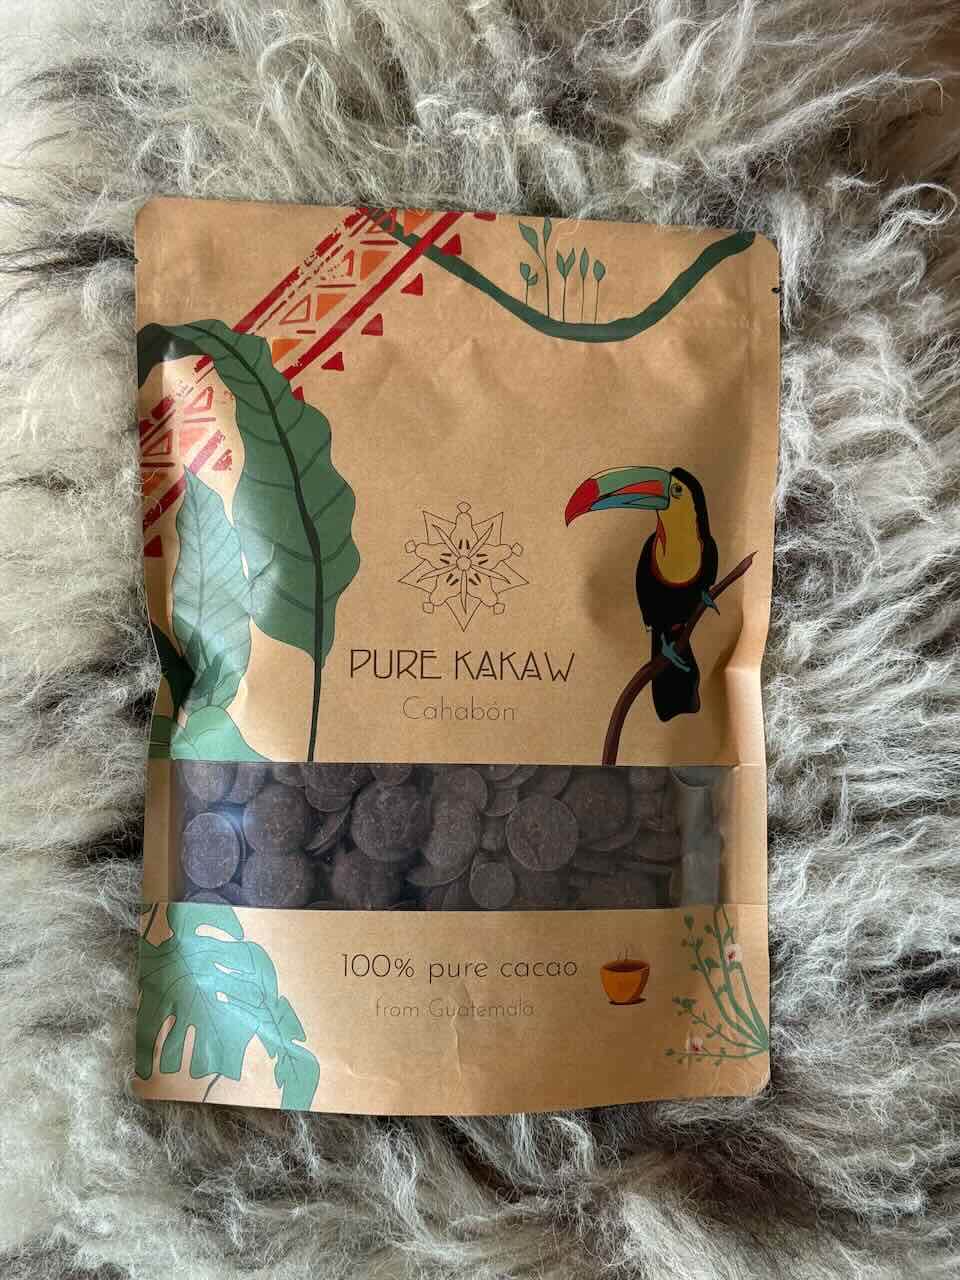 PURE KAKAW
Cahabón
100% pure cacao
from Guatemala